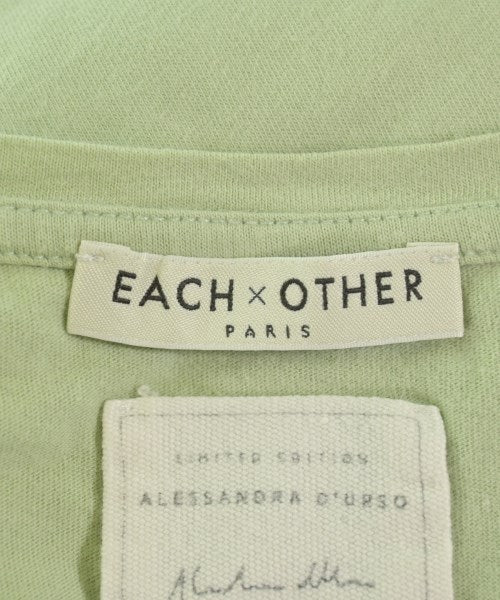 EACH × OTHER
PARIS
LIMITED EDITION
ALESSANDRA D'URSO